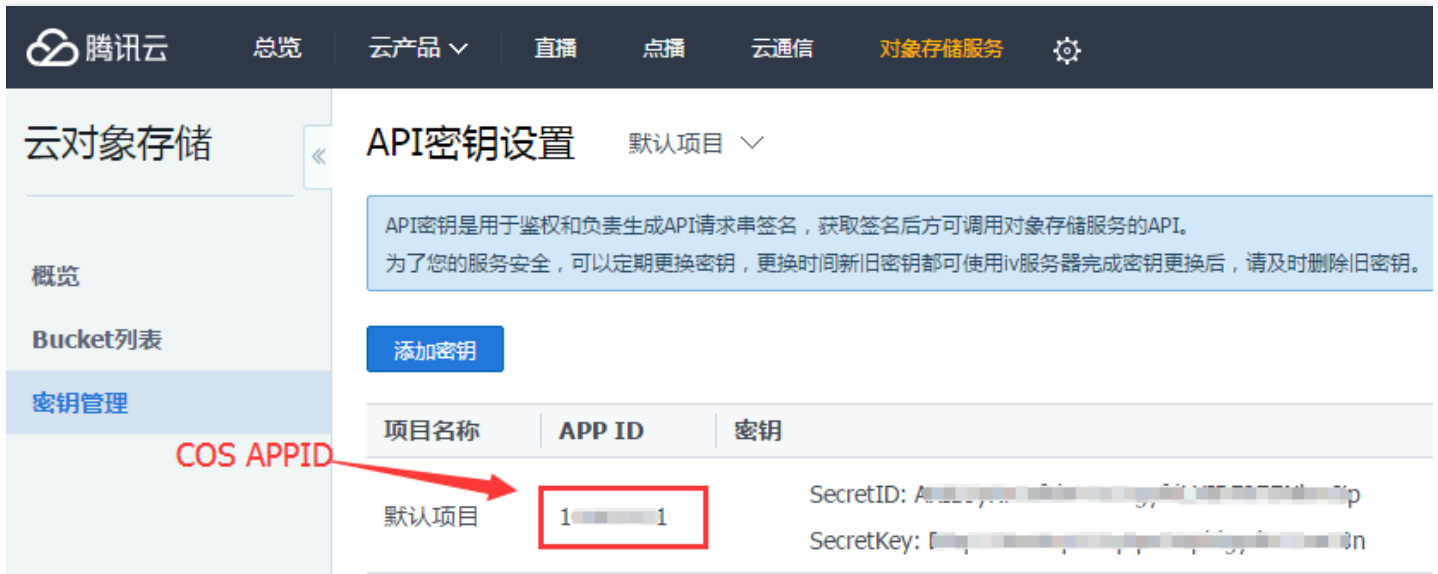 腾讯云 总览 云产品 直播 点播 云通信 对象存储服务
云对象存储
API密钥设置 默认项目
API密钥是用于鉴权和负责生成API请求串签名，获取签名后方可调用对象存储服务的API。
为了您的服务安全，可以定期更换密钥，更换时间新旧密钥都可使用iv服务器完成密钥更换后，请及时删除旧密钥。
概览
Bucket列表
密钥管理
添加密钥
项目名称 APP ID 密钥
COS APPID
默认项目
SecretID:
SecretKey: